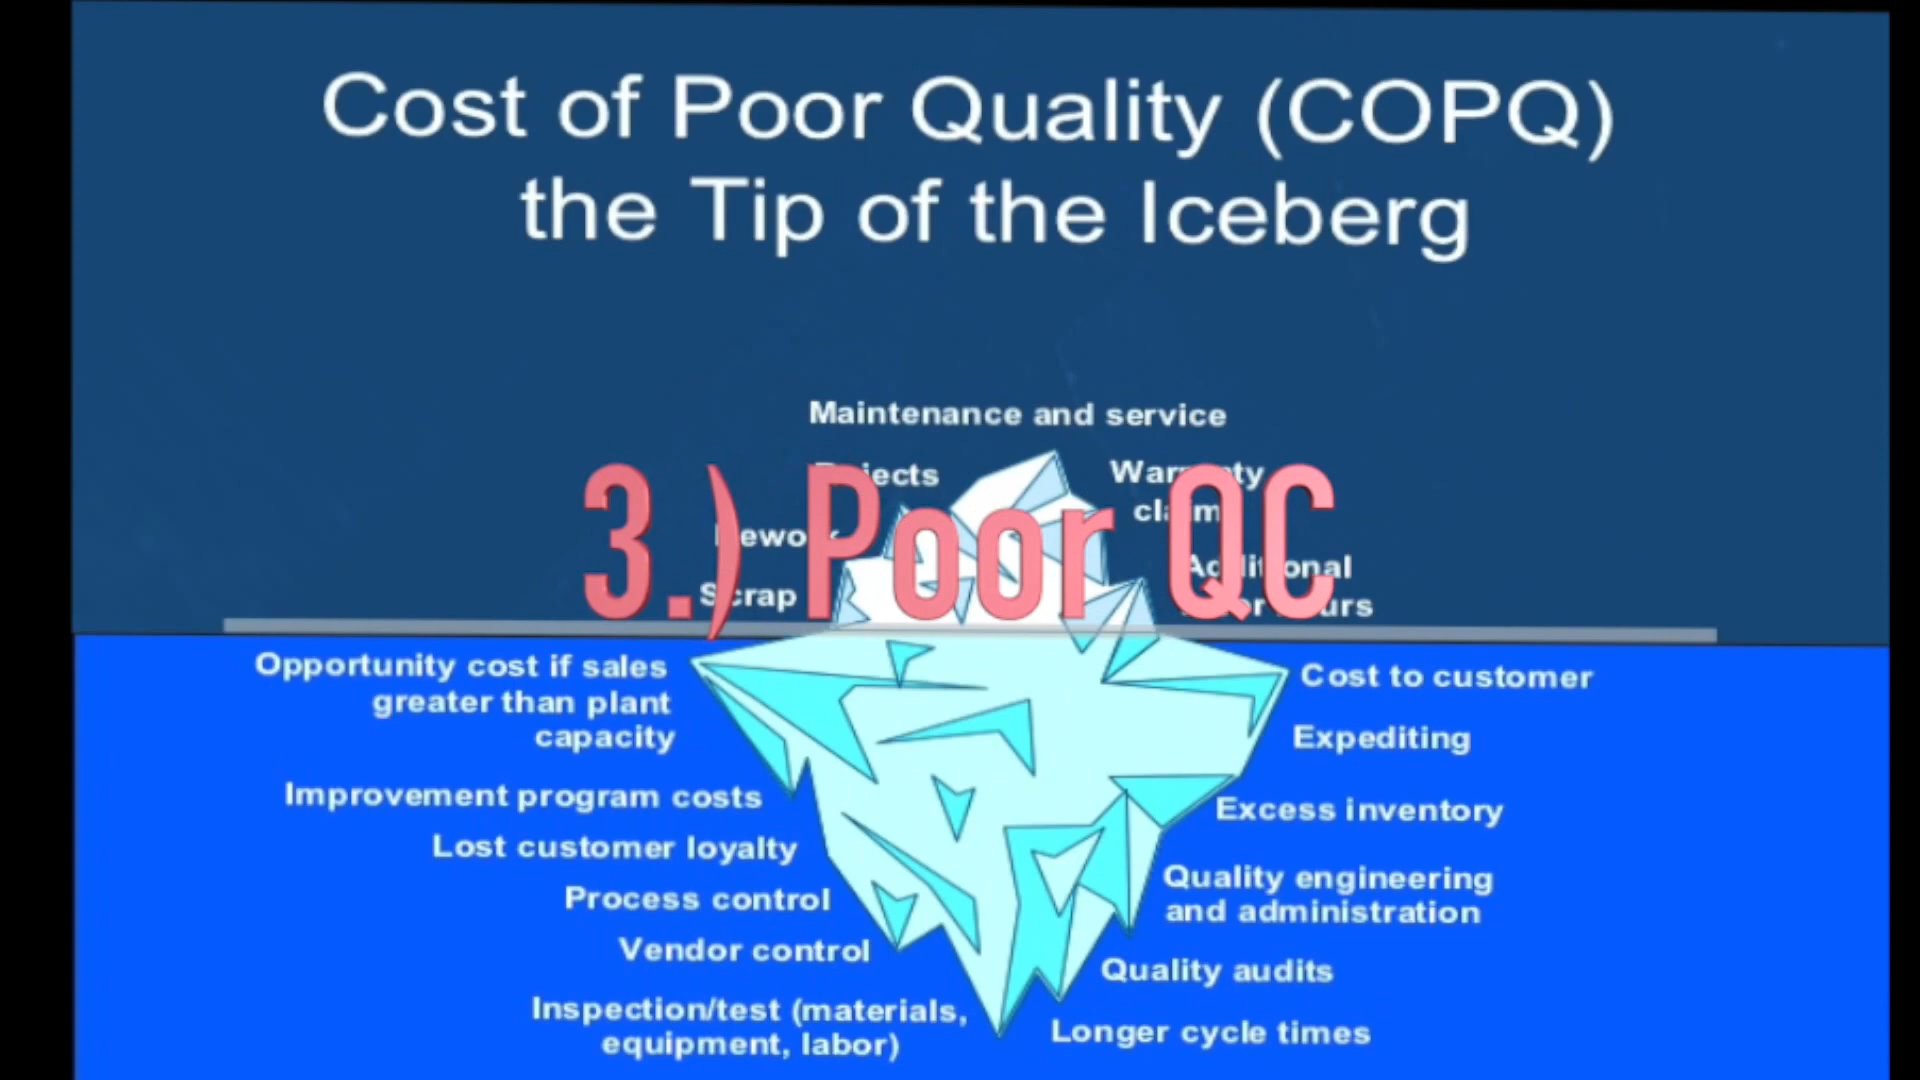 Cost of Poor Quality (COPQ)
the Tip of the Iceberg
Maintenance and service
3.) Poor QC
Scrap
Opportunity cost if sales
greater than plant
capacity
Improvement program costs
Lost customer loyalty
Process control
Vendor control
Inspection/test (materials,
equipment, labor)
Cost to customer
Expediting
Excess inventory
Quality engineering
and administration
Quality audits
Longer cycle times